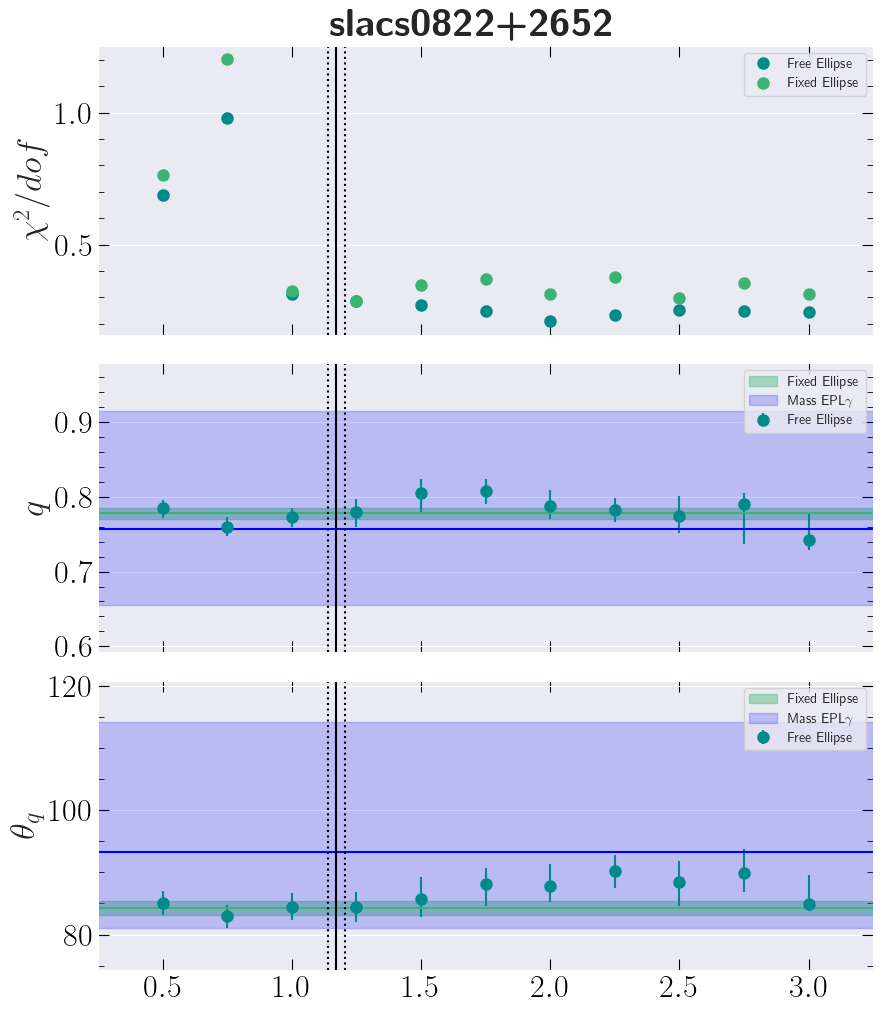 slacs0822+2652
Free Ellipse
Fixed Ellipse
χ²/dof
1.0
0.5
Fixed Ellipse
Mass EPLγ
Free Ellipse
q
0.9
0.8
0.7
0.6
Fixed Ellipse
Mass EPLγ
Free Ellipse
θq
120
100
80
0.5 1.0 1.5 2.0 2.5 3.0